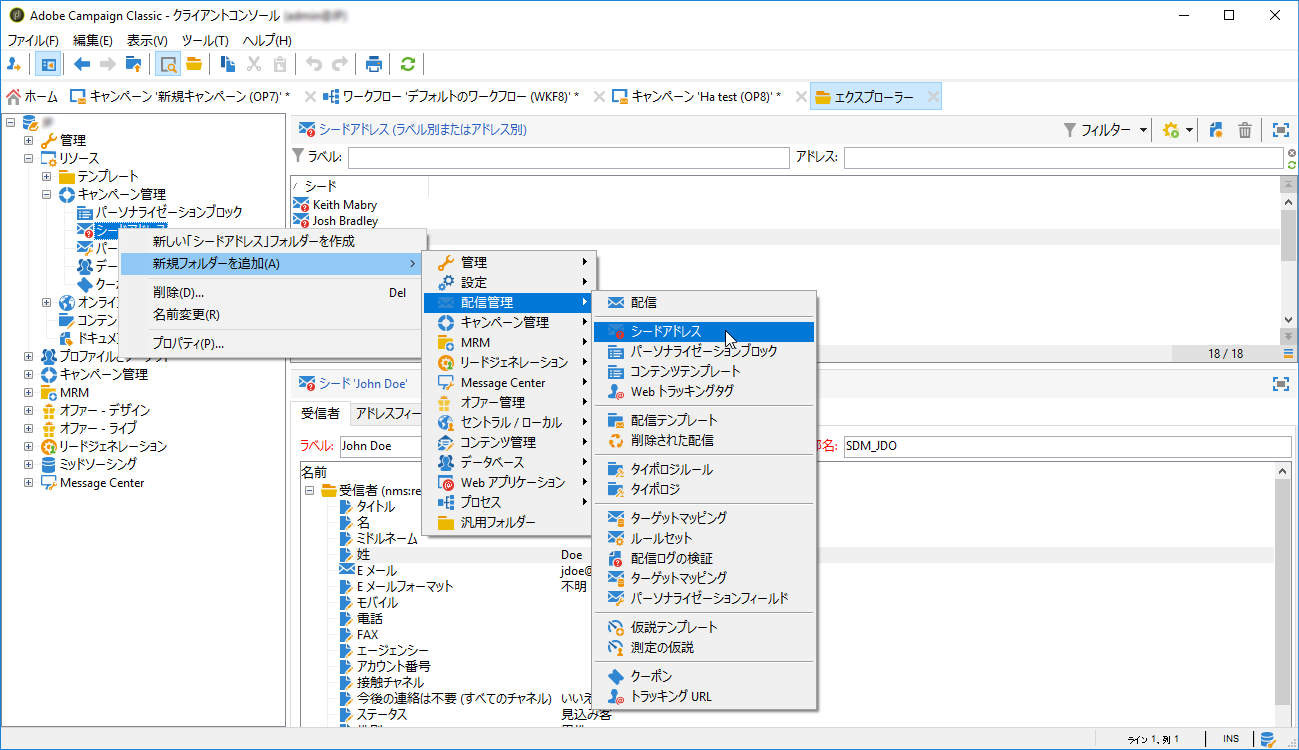 Adobe Campaign Classic - クライアントコンソール
ファイル(F) 編集(E) 表示(V) ツール(T) ヘルプ(H)
ホーム キャンペーン '新規キャンペーン (OP7)' * ワークフロー 'デフォルトのワークフロー (WKF8)' * キャンペーン 'Ha test (OP8)' * エクスプローラー
管理
リソース
テンプレート
キャンペーン管理
パーソナライゼーションブロック
シードアドレス
パー
デー
クー
オンライ
コンテン
ドキュメ
プロファイルとターゲット
キャンペーン管理
MRM
オファー - デザイン
オファー - ライブ
リードジェネレーション
ミッドソーシング
Message Center
シードアドレス (ラベル別またはアドレス別) フィルター
ラベル: アドレス:
シード
Keith Mabry
Josh Bradley
18 / 18
新しい「シードアドレス」フォルダーを作成
新規フォルダーを追加(A)
削除(D)... Del
名前変更(R)
プロパティ(P)...
管理
設定
配信管理
キャンペーン管理
MRM
リードジェネレーション
Message Center
オファー管理
セントラル / ローカル
コンテンツ管理
データベース
Web アプリケーション
プロセス
汎用フォルダー
配信
シードアドレス
パーソナライゼーションブロック
コンテンツテンプレート
Web トラッキングタグ
配信テンプレート
削除された配信
タイポロジルール
タイポロジ
ターゲットマッピング
ルールセット
配信ログの検証
ターゲットマッピング
パーソナライゼーションフィールド
仮説テンプレート
測定の仮説
クーポン
トラッキング URL
シード 'John Doe'
受信者 アドレスフィー
ラベル: John Doe 部名: SDM_JDO
名前
受信者 (nms:re
タイトル
名
ミドルネーム
姓 Doe
E メール jdoe@
E メールフォーマット 不明
モバイル
電話
FAX
エージェンシー
アカウント番号
接触チャネル
今後の連絡は不要 (すべてのチャネル) いいえ
ステータス 見込み客
ライン 1、列 1 INS